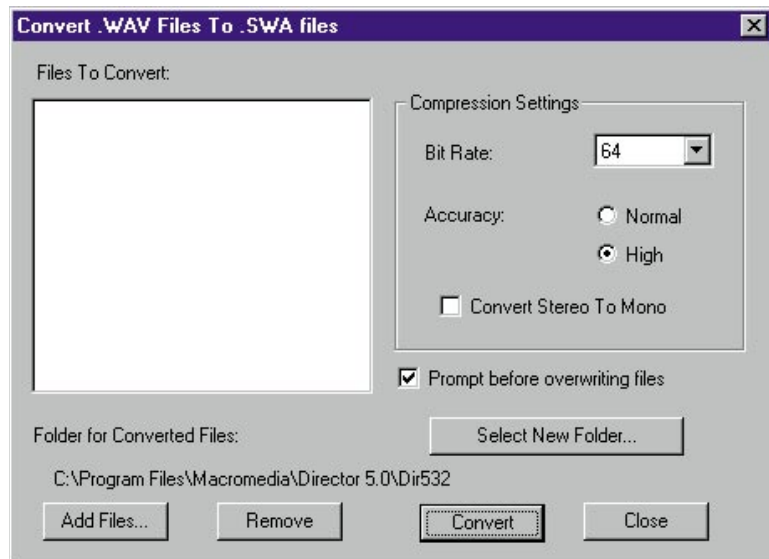 Convert .WAV Files To .SWA files
Files To Convert:
Compression Settings
Bit Rate: 64
Accuracy: Normal
High
Convert Stereo To Mono
Prompt before overwriting files
Folder for Converted Files: Select New Folder...
C:\Program Files\Macromedia\Director 5.0\Dir532
Add Files... Remove Convert Close